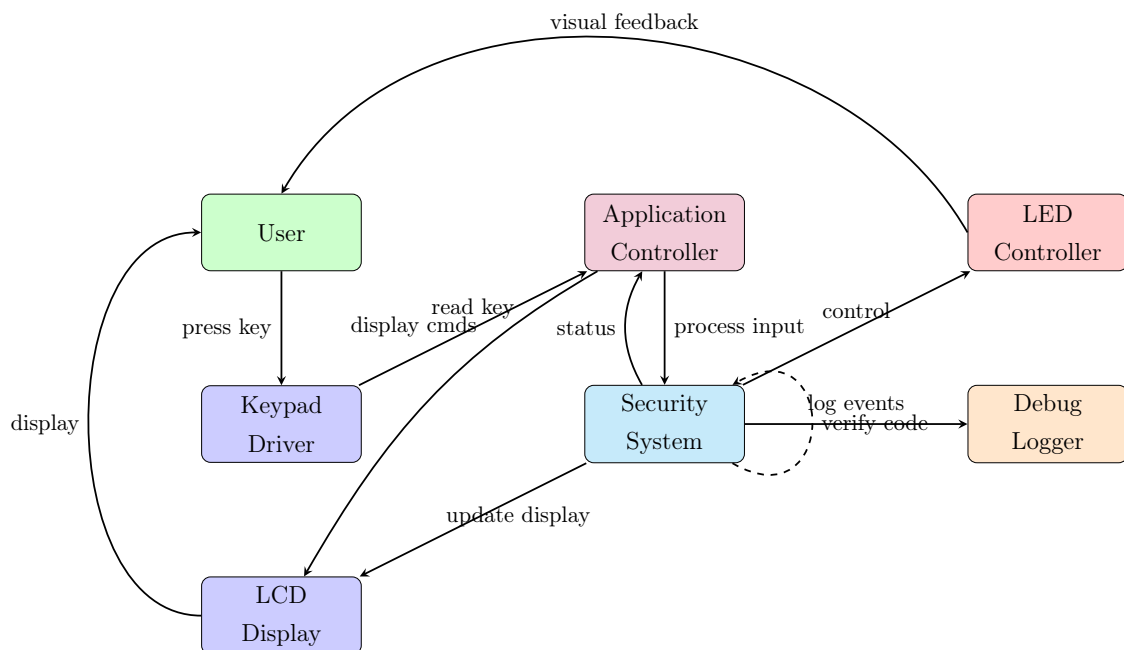 visual feedback
User
Application
Controller
LED
Controller
read key
display cmds
press key
status
process input
control
Keypad
Driver
Security
System
log events
verify code
Debug
Logger
display
update display
LCD
Display